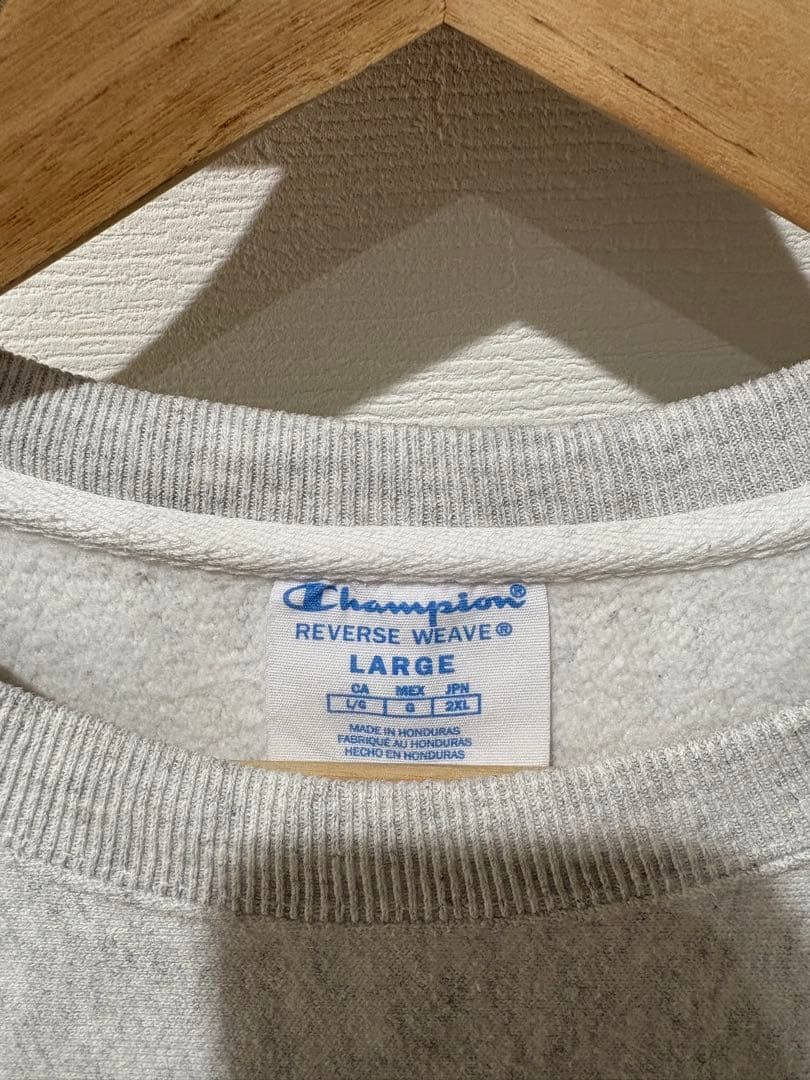 Champion®
REVERSE WEAVE®
LARGE
CA MEX JPN
L/G G 2XL
MADE IN HONDURAS
FABRIQUÉ AU HONDURAS
HECHO EN HONDURAS